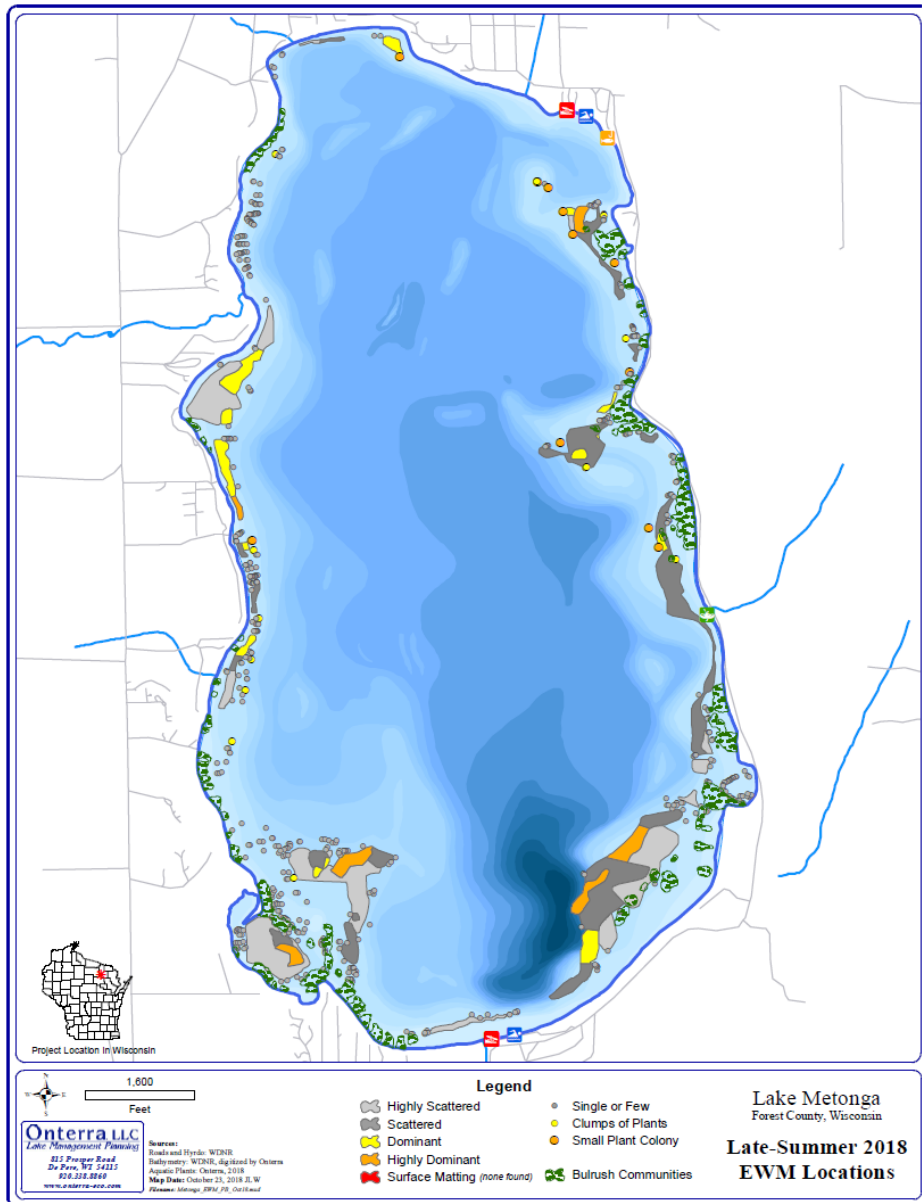 Project Location in Wisconsin
N
W E
S
1,600
Feet
Onterra LLC
Lake Management Planning
815 Prosper Road
De Pere, WI 54115
920.338.8860
www.onterra-eco.com
Sources:
Roads and Hydro: WDNR
Bathymetry: WDNR, digitized by Onterra
Aquatic Plants: Onterra, 2018
Map Date: October 23, 2018 JLW
Filename: Metonga_EWM_PB_Oct18.mxd
Legend
Highly Scattered
Scattered
Dominant
Highly Dominant
Surface Matting (none found)
Single or Few
Clumps of Plants
Small Plant Colony
Bulrush Communities
Lake Metonga
Forest County, Wisconsin
Late-Summer 2018
EWM Locations